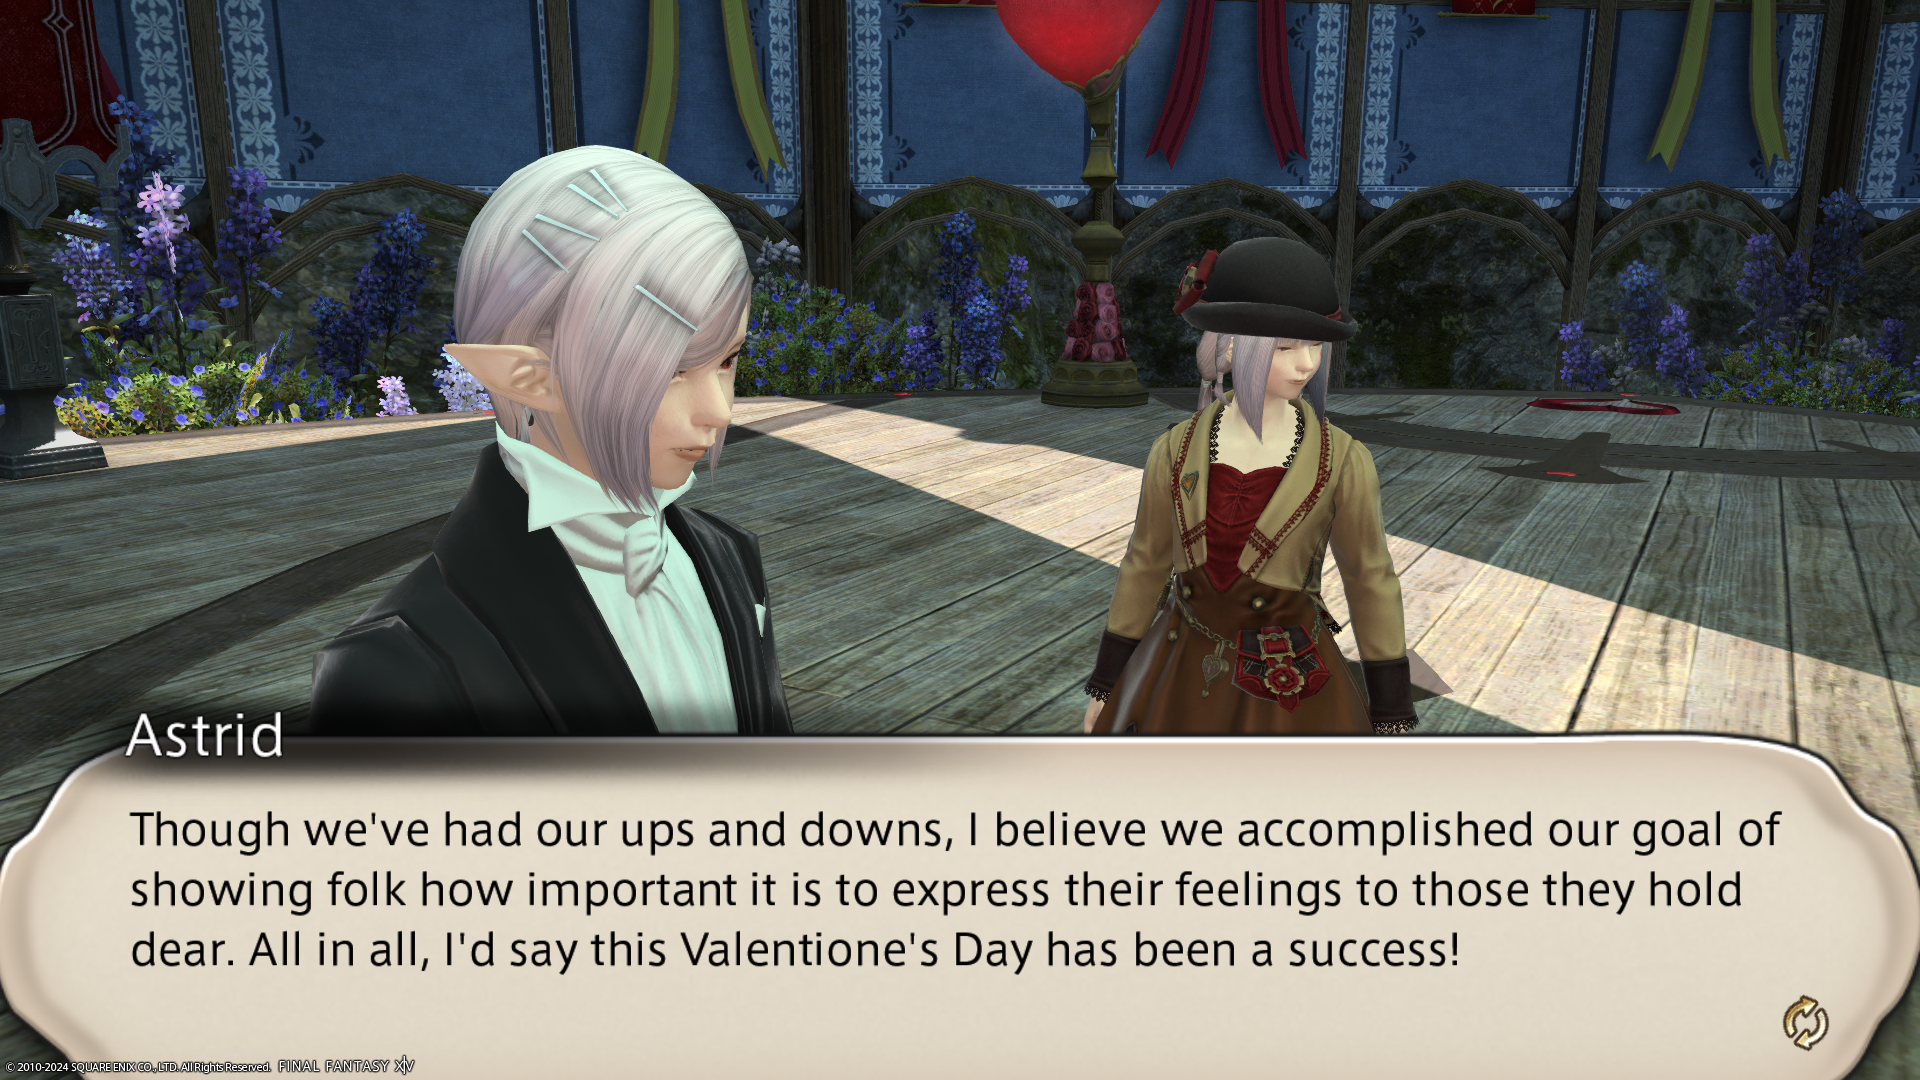 Astrid
Though we've had our ups and downs, I believe we accomplished our goal of
showing folk how important it is to express their feelings to those they hold
dear. All in all, I'd say this Valentione's Day has been a success!
© 2010-2024 SQUARE ENIX CO., LTD. All Rights Reserved. FINAL FANTASY XIV